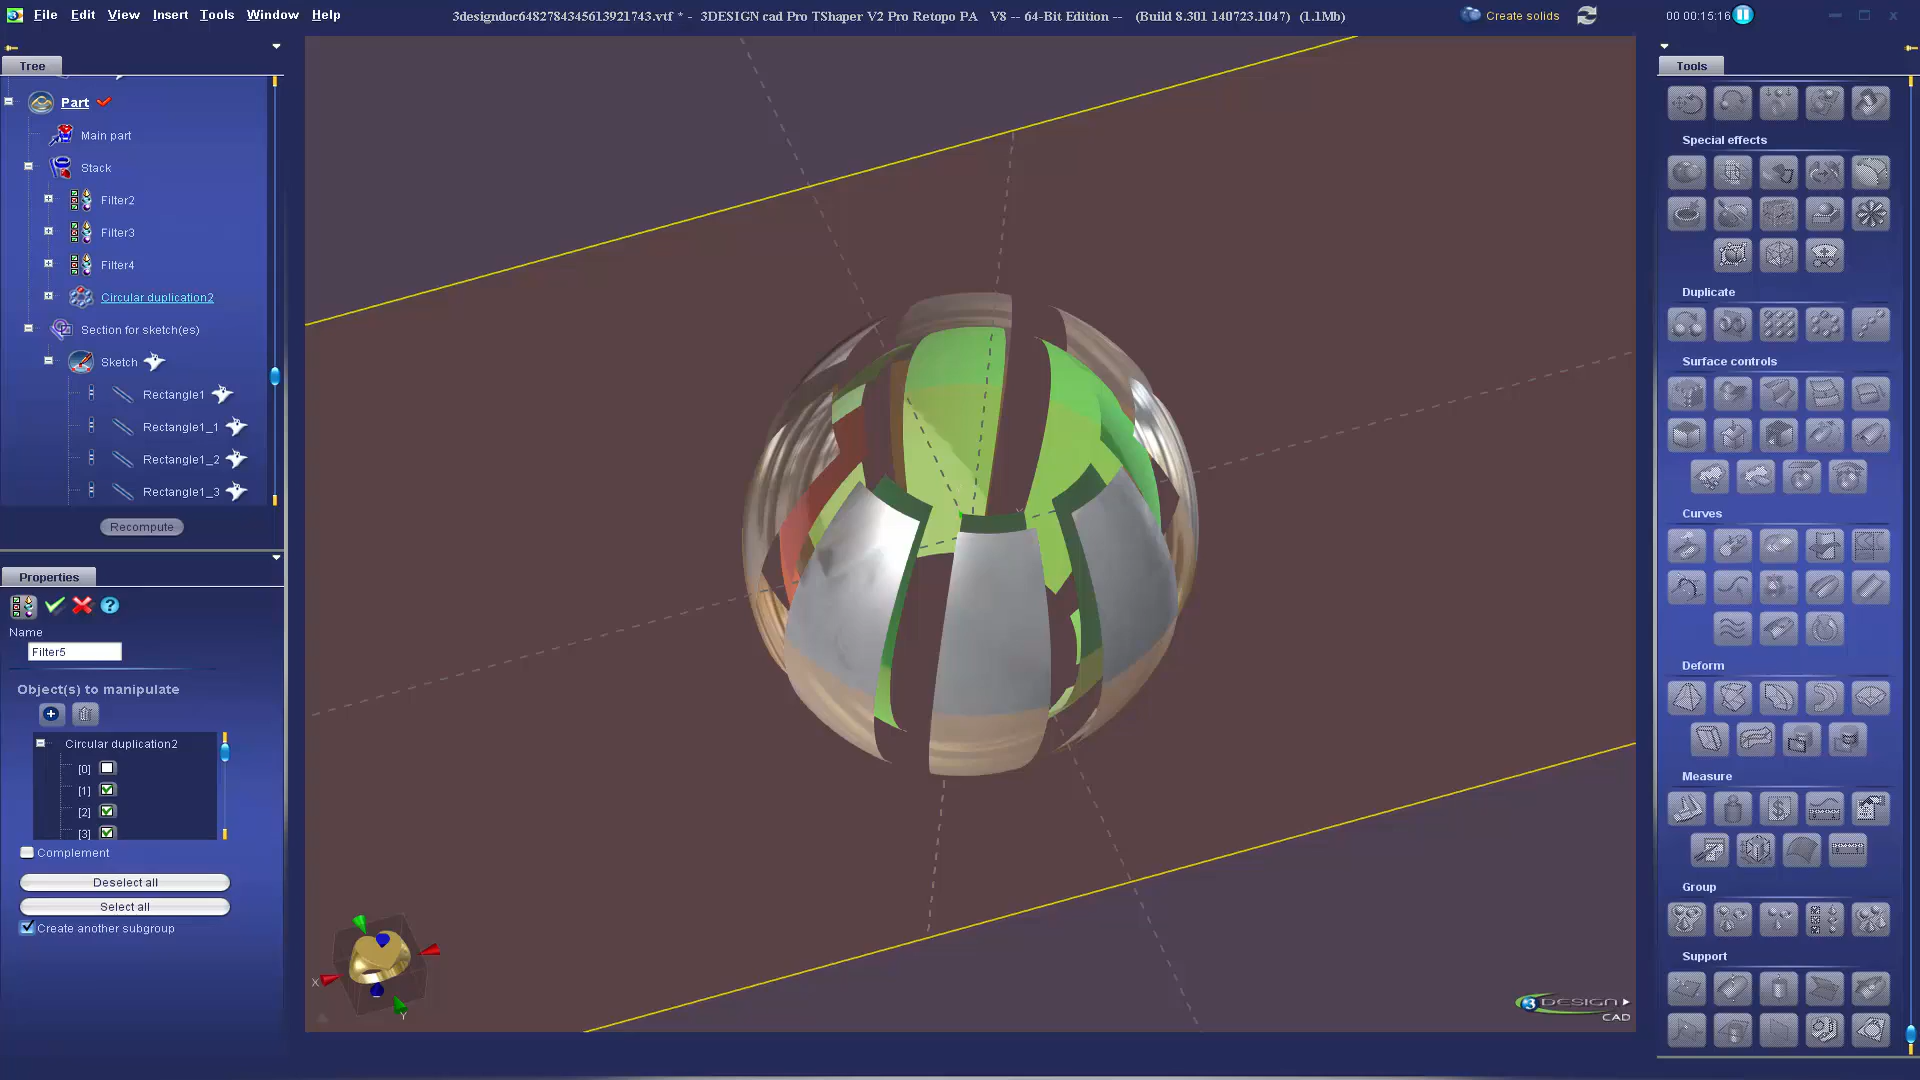 File Edit View Insert Tools Window Help
3designdoc6482784345613921743.vtf * - 3DESIGN cad Pro TShaper V2 Pro Retopo PA V8 -- 64-Bit Edition -- (Build 8.301 140723.1047) (1.1Mb)
Create solids
00 00:15:16
Tree
Part
Main part
Stack
Filter2
Filter3
Filter4
Circular duplication2
Section for sketch(es)
Sketch
Rectangle1
Rectangle1_1
Rectangle1_2
Rectangle1_3
Recompute
Properties
Name
Filter5
Object(s) to manipulate
Circular duplication2
[0]
[1]
[2]
[3]
Complement
Deselect all
Select all
Create another subgroup
X
Y
3DESIGN
CAD
Tools
Special effects
Duplicate
Surface controls
Curves
Deform
Measure
Group
Support